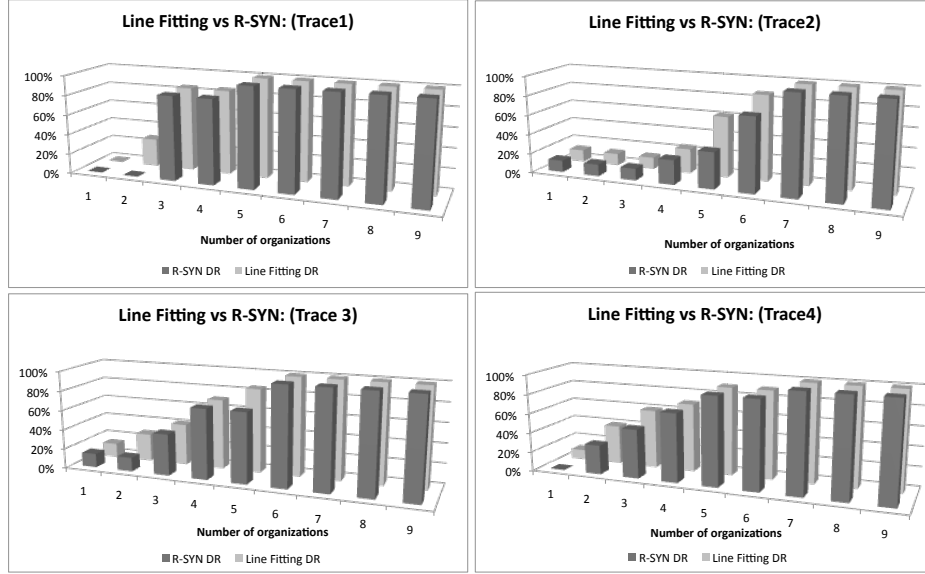 Line Fitting vs R-SYN: (Trace1)
100%
80%
60%
40%
20%
0%
1 2 3 4 5 6 7 8 9
Number of organizations
R-SYN DR Line Fitting DR
Line Fitting vs R-SYN: (Trace2)
100%
80%
60%
40%
20%
0%
1 2 3 4 5 6 7 8 9
Number of organizations
R-SYN DR Line Fitting DR
Line Fitting vs R-SYN: (Trace 3)
100%
80%
60%
40%
20%
0%
1 2 3 4 5 6 7 8 9
Number of organizations
R-SYN DR Line Fitting DR
Line Fitting vs R-SYN: (Trace4)
100%
80%
60%
40%
20%
0%
1 2 3 4 5 6 7 8 9
Number of organizations
R-SYN DR Line Fitting DR